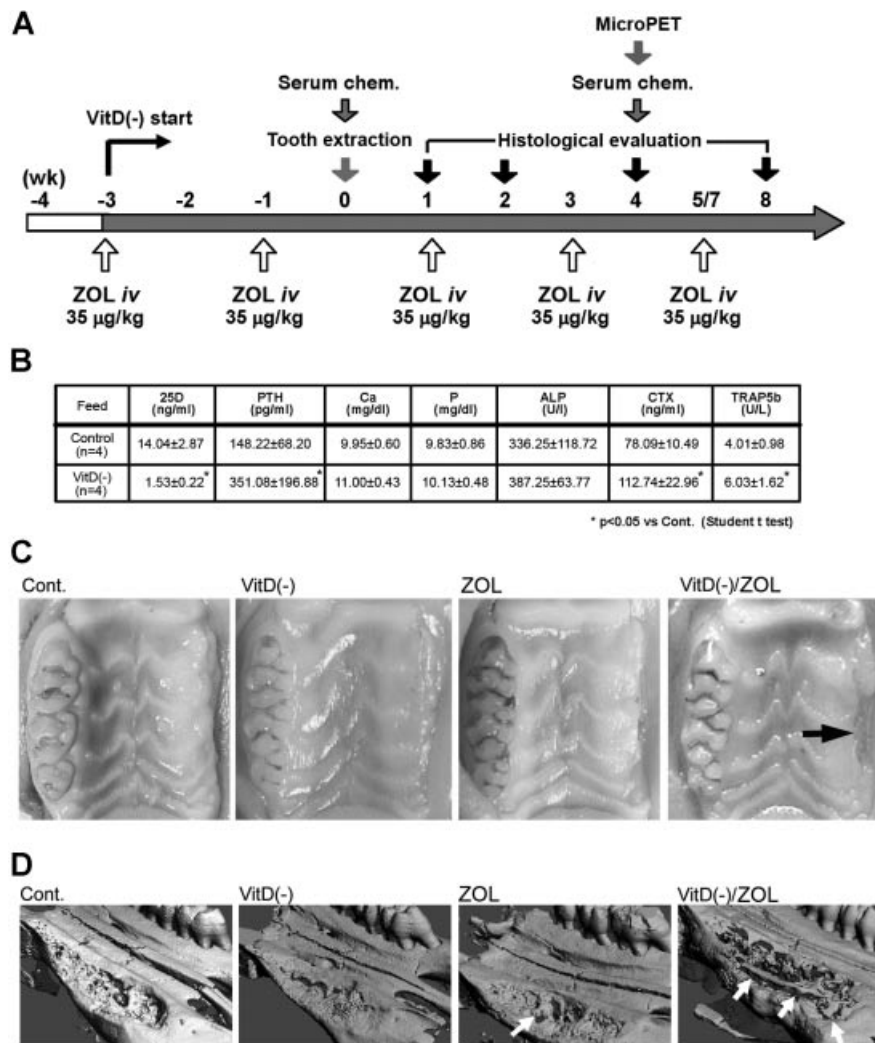 A
MicroPET
Serum chem. Serum chem.
VitD(-) start
Tooth extraction Histological evaluation
(wk)
-4 -3 -2 -1 0 1 2 3 4 5/7 8
ZOL iv ZOL iv ZOL iv ZOL iv ZOL iv
35 µg/kg 35 µg/kg 35 µg/kg 35 µg/kg 35 µg/kg
B
Feed 25D (ng/ml) PTH (pg/ml) Ca (mg/dl) P (mg/dl) ALP (U/l) CTX (ng/ml) TRAP5b (U/L)
Control (n=4) 14.04±2.87 148.22±68.20 9.95±0.60 9.83±0.86 336.25±118.72 78.09±10.49 4.01±0.98
VitD(-) (n=4) 1.53±0.22* 351.08±196.88* 11.00±0.43 10.13±0.48 387.25±63.77 112.74±22.96* 6.03±1.62*
* p<0.05 vs Cont. (Student t test)
C
Cont. VitD(-) ZOL VitD(-)/ZOL
D
Cont. VitD(-) ZOL VitD(-)/ZOL